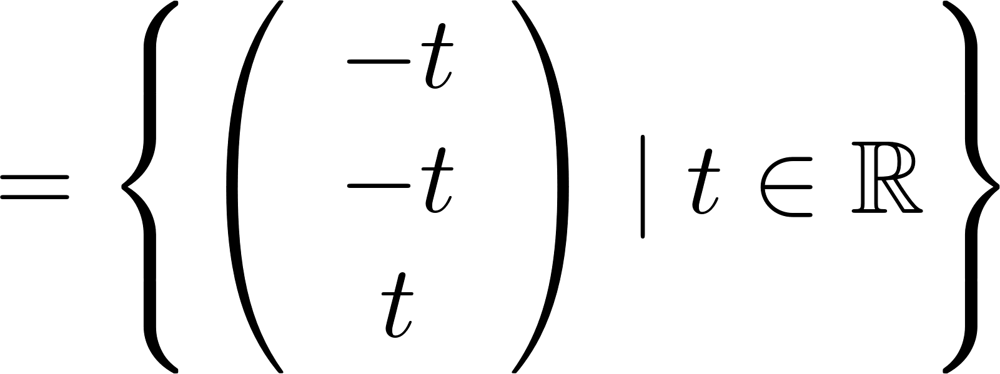 = { ( −t
−t
t ) | t ∈ ℝ }